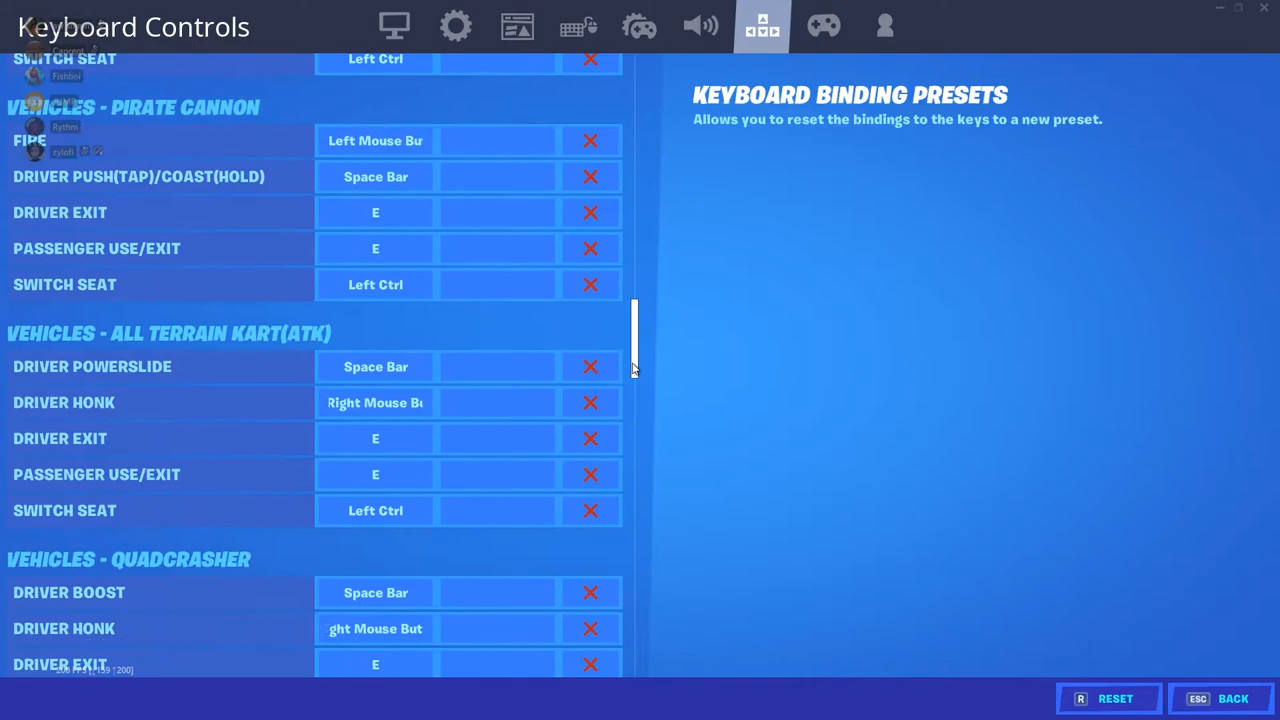 Keyboard Controls
SWITCH SEAT Left Ctrl
Fishboi
VEHICLES - PIRATE CANNON
Rythm
FIRE Left Mouse Bu
zylofi
DRIVER PUSH(TAP)/COAST(HOLD) Space Bar
DRIVER EXIT E
PASSENGER USE/EXIT E
SWITCH SEAT Left Ctrl
VEHICLES - ALL TERRAIN KART(ATK)
DRIVER POWERSLIDE Space Bar
DRIVER HONK Right Mouse Bu
DRIVER EXIT E
PASSENGER USE/EXIT E
SWITCH SEAT Left Ctrl
VEHICLES - QUADCRASHER
DRIVER BOOST Space Bar
DRIVER HONK ght Mouse But
DRIVER EXIT E
KEYBOARD BINDING PRESETS
Allows you to reset the bindings to the keys to a new preset.
R RESET
ESC BACK